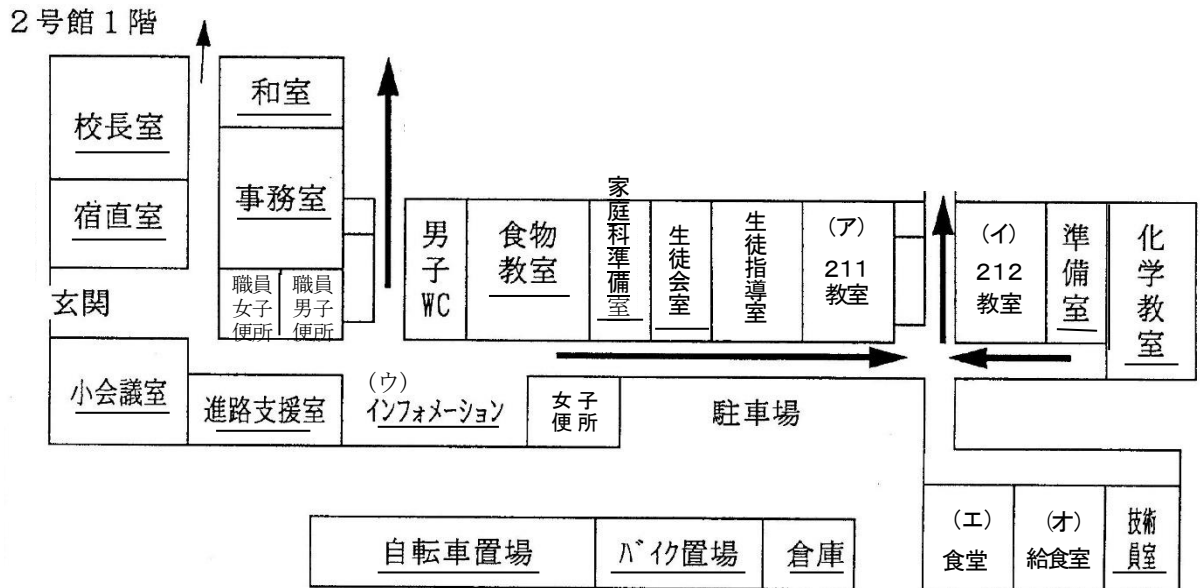 ２号館１階
和室
校長室
事務室
宿直室
職員
女子
便所
職員
男子
便所
玄関
小会議室
進路支援室
男子WC
食物
教室
家庭科準備室
生徒会室
生徒指導室
(ア)
211
教室
(イ)
212
教室
準備室
化学教室
(ウ)
インフォメーション
女子
便所
駐車場
自転車置場
バイク置場
倉庫
(エ)
食堂
(オ)
給食室
技術
員室